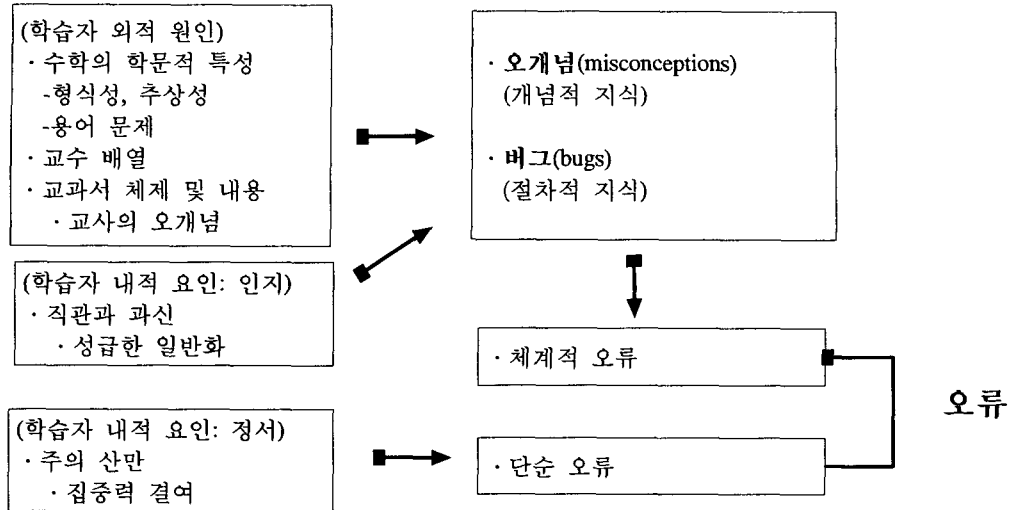 (학습자 외적 원인)
· 수학의 학문적 특성
-형식성, 추상성
-용어 문제
· 교수 배열
· 교과서 체제 및 내용
· 교사의 오개념
(학습자 내적 요인: 인지)
· 직관과 과신
· 성급한 일반화
(학습자 내적 요인: 정서)
· 주의 산만
· 집중력 결여
· 오개념(misconceptions)
(개념적 지식)
· 버그(bugs)
(절차적 지식)
· 체계적 오류
· 단순 오류
오류